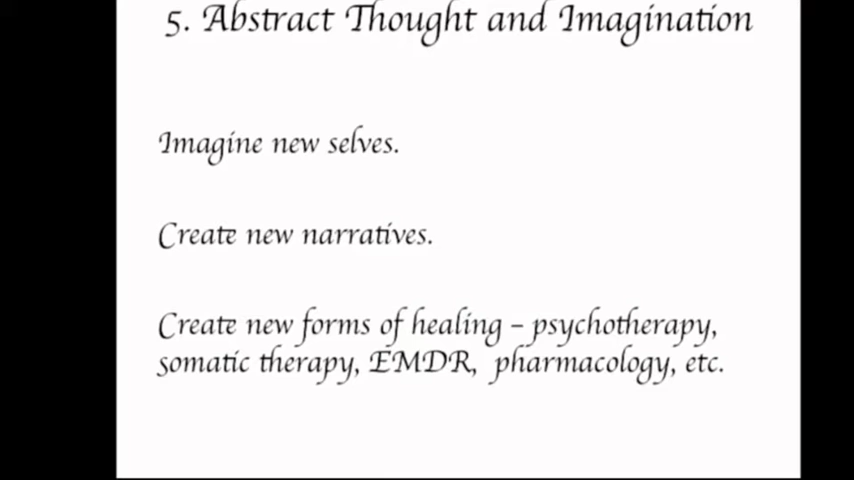 5. Abstract Thought and Imagination
Imagine new selves.
Create new narratives.
Create new forms of healing – psychotherapy,
somatic therapy, EMDR, pharmacology, etc.